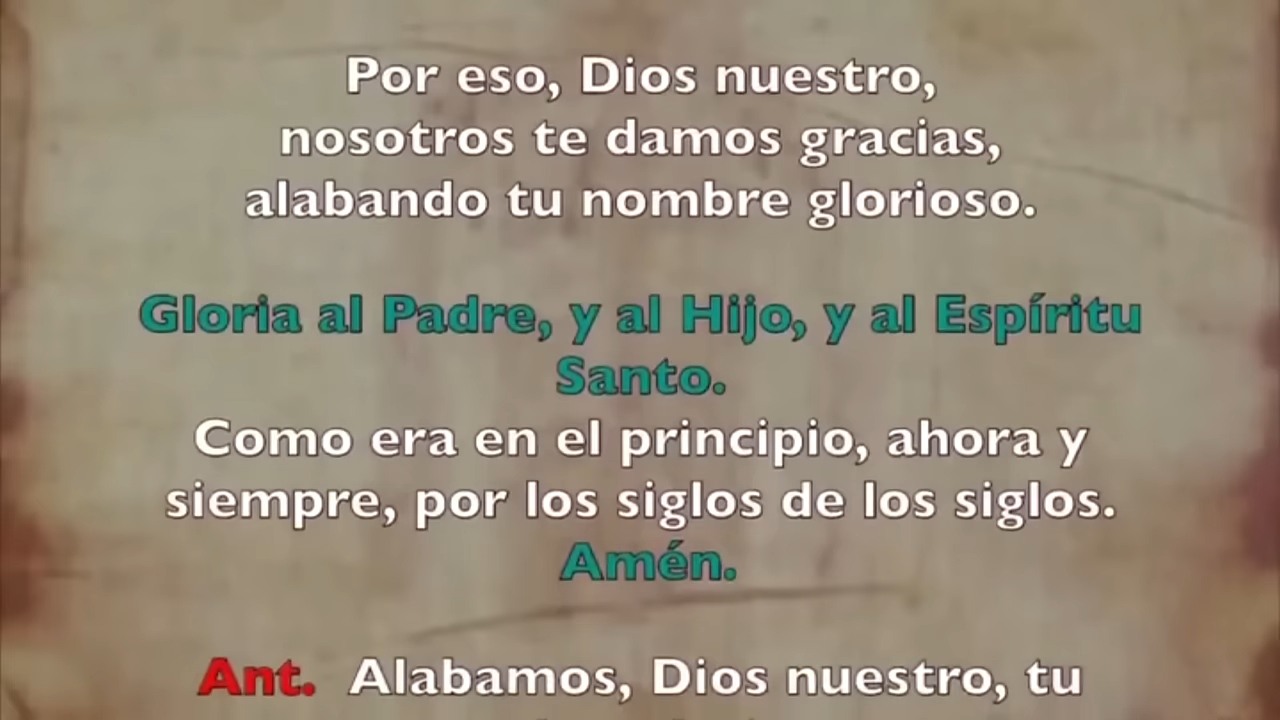 Por eso, Dios nuestro,
nosotros te damos gracias,
alabando tu nombre glorioso.
Gloria al Padre, y al Hijo, y al Espíritu
Santo.
Como era en el principio, ahora y
siempre, por los siglos de los siglos.
Amén.
Ant. Alabamos, Dios nuestro, tu